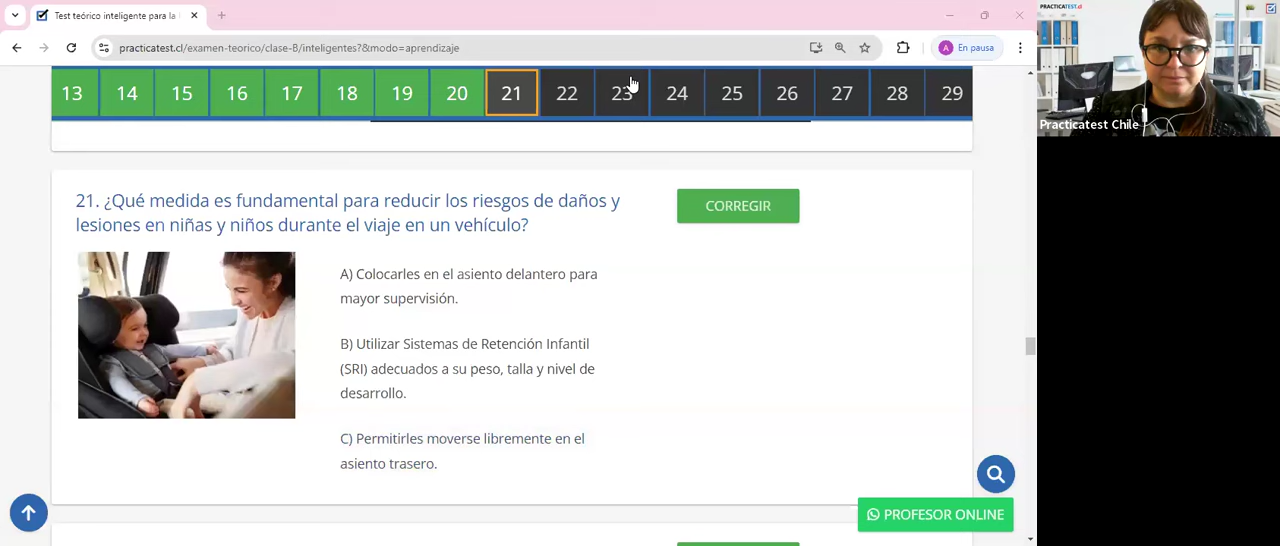 Test teórico inteligente para la
practicatest.cl/examen-teorico/clase-B/inteligentes?&modo=aprendizaje
A
En pausa
PRACTICATEST.cl
Practicatest Chile
13 14 15 16 17 18 19 20 21 22 23 24 25 26 27 28 29
21. ¿Qué medida es fundamental para reducir los riesgos de daños y
lesiones en niñas y niños durante el viaje en un vehículo?
CORREGIR
A) Colocarles en el asiento delantero para
mayor supervisión.
B) Utilizar Sistemas de Retención Infantil
(SRI) adecuados a su peso, talla y nivel de
desarrollo.
C) Permitirles moverse libremente en el
asiento trasero.
PROFESOR ONLINE